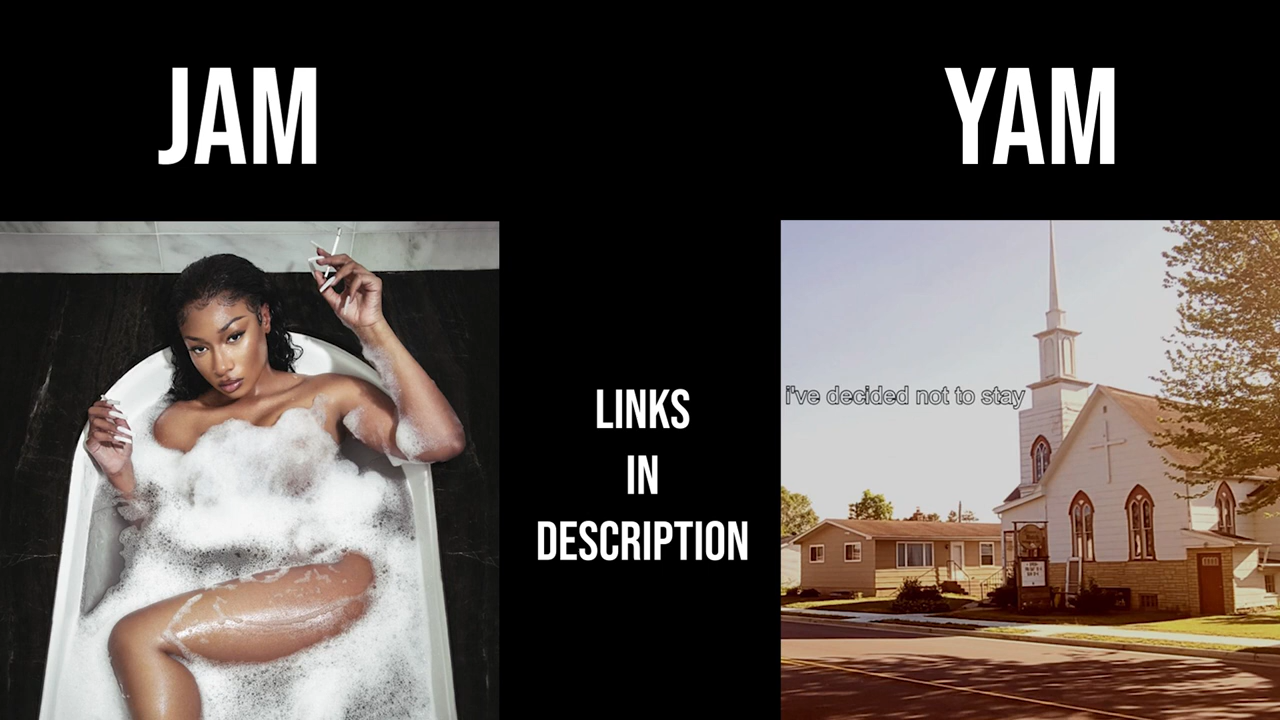 JAM
YAM
LINKS
IN
DESCRIPTION
i've decided not to stay